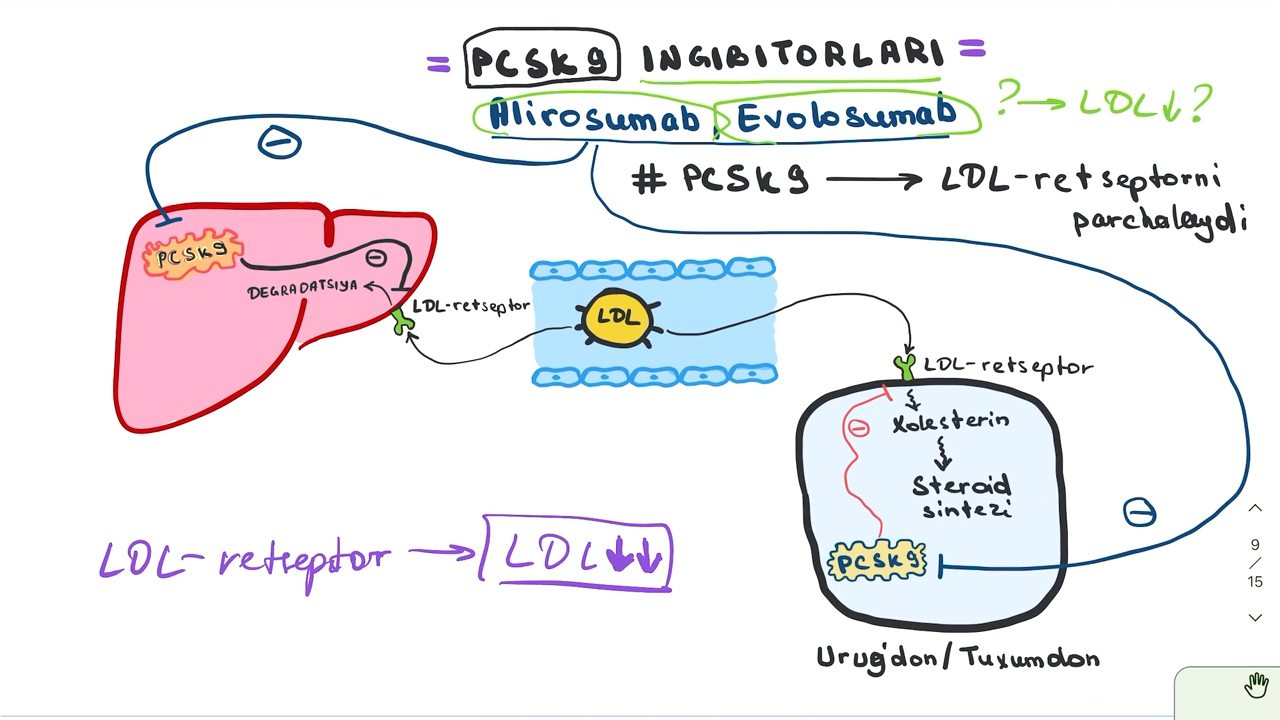 = PCSK9 INGIBITORLARI =
Alirosumab, Evolosumab ? → LDL↓?
# PCSK9 → LDL-retseptorni
parchalaydi
PCSK9
DEGRADATSIYA
LDL-retseptor
LDL
LDL-retseptor
Xolesterin
Steroid
sintezi
PCSK9
LDL-retseptor → LDL↓↓
Urug'don/Tuxumdon
9
/
15